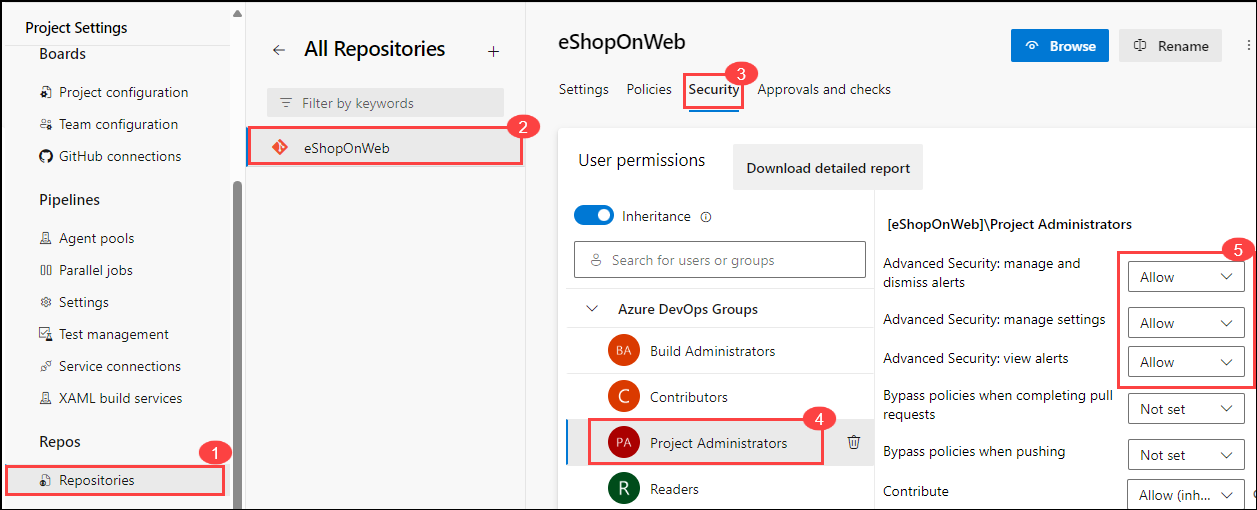 Project Settings
Boards
Project configuration
Team configuration
GitHub connections
Pipelines
Agent pools
Parallel jobs
Settings
Test management
Service connections
XAML build services
Repos
1
Repositories
All Repositories
Filter by keywords
2
eShopOnWeb
eShopOnWeb
Browse
Rename
3
Settings Policies Security Approvals and checks
User permissions
Download detailed report
Inheritance
Search for users or groups
Azure DevOps Groups
BA Build Administrators
C Contributors
4
PA Project Administrators
R Readers
[eShopOnWeb]\Project Administrators
5
Advanced Security: manage and
dismiss alerts
Allow
Advanced Security: manage settings
Allow
Advanced Security: view alerts
Allow
Bypass policies when completing pull
requests
Not set
Bypass policies when pushing
Not set
Contribute
Allow (inh...